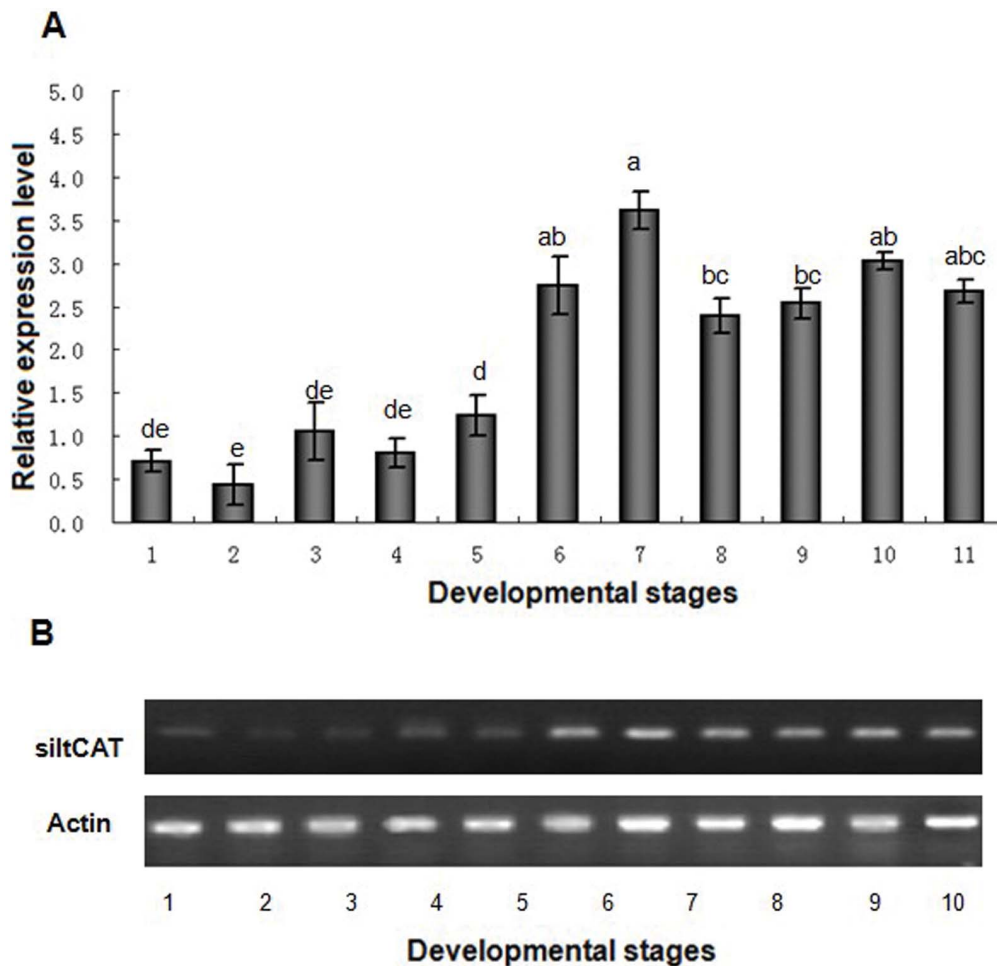 A
5.0
4.5
4.0
3.5
3.0
2.5
2.0
1.5
1.0
0.5
0.0
Relative expression level
de
e
de
de
d
ab
a
bc
bc
ab
abc
1 2 3 4 5 6 7 8 9 10 11
Developmental stages
B
siltCAT
Actin
1 2 3 4 5 6 7 8 9 10
Developmental stages